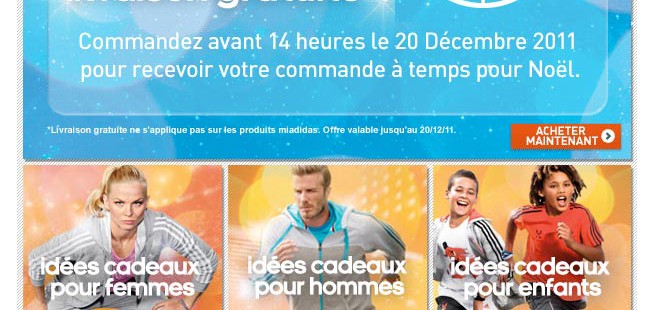 livraison gratuite*
Commandez avant 14 heures le 20 Décembre 2011
pour recevoir votre commande à temps pour Noël.
*Livraison gratuite ne s'applique pas sur les produits miadidas. Offre valable jusqu'au 20/12/11.
ACHETER
MAINTENANT
idées cadeaux
pour femmes
idées cadeaux
pour hommes
idées cadeaux
pour enfants